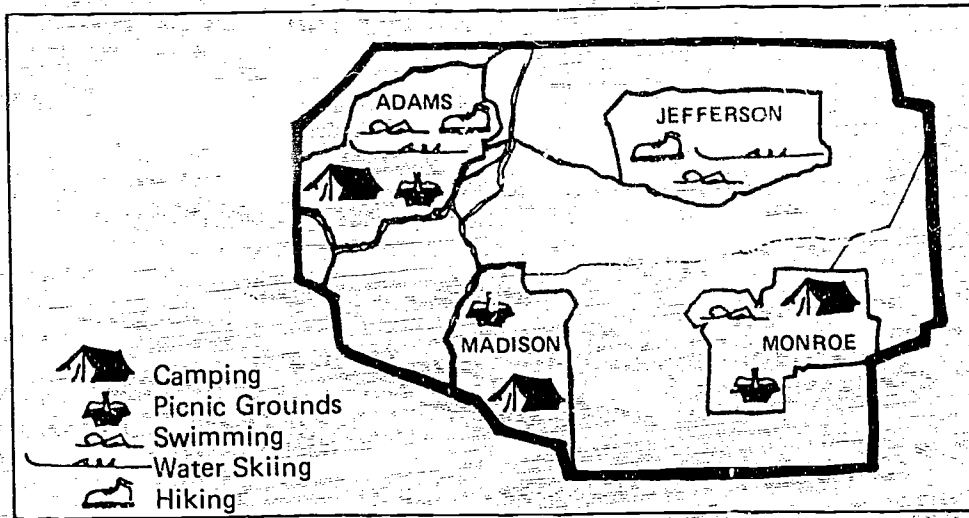 ADAMS
JEFFERSON
MADISON
MONROE
Camping
Picnic Grounds
Swimming
Water Skiing
Hiking